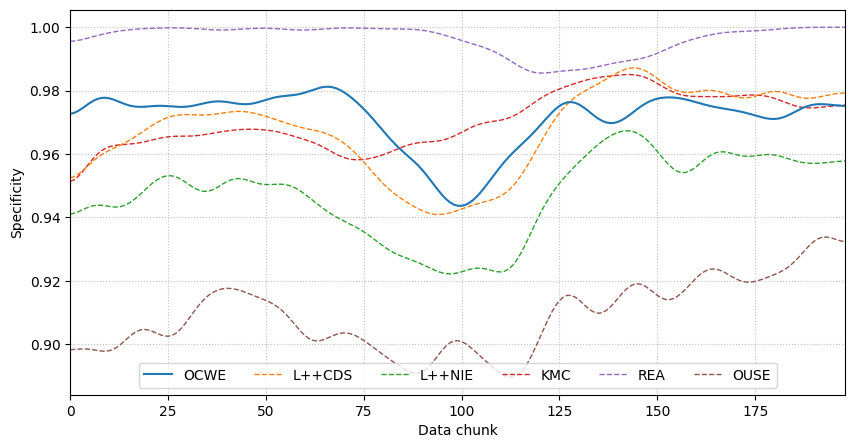 1.00
0.98
0.96
0.94
0.92
0.90
Specificity
OCWE L++CDS L++NIE KMC REA OUSE
0 25 50 75 100 125 150 175
Data chunk